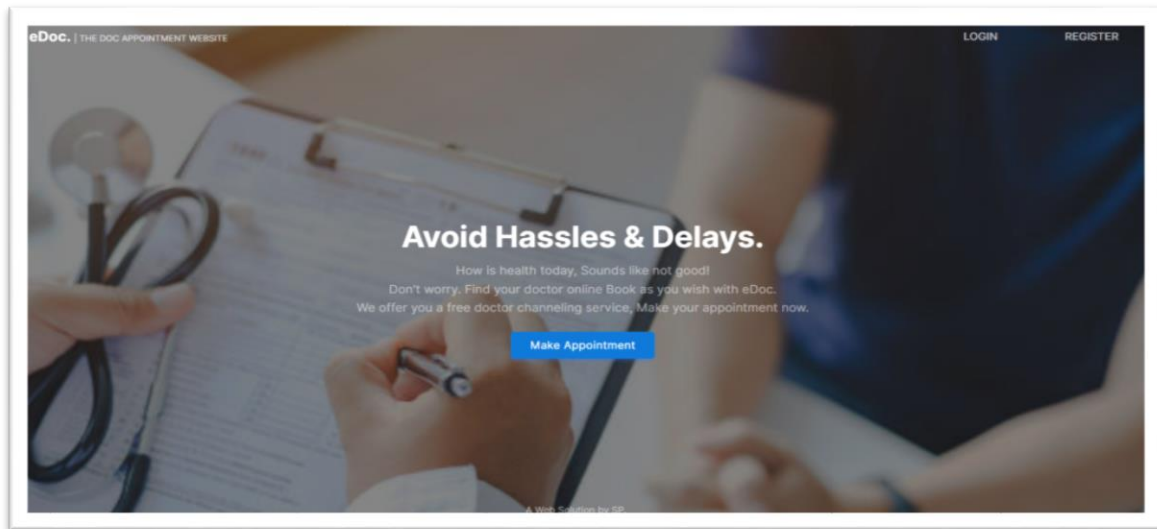 eDoc. | THE DOC APPOINTMENT WEBSITE
LOGIN
REGISTER
Avoid Hassles & Delays.
How is health today, Sounds like not good!
Don't worry. Find your doctor online Book as you wish with eDoc.
We offer you a free doctor channeling service, Make your appointment now.
Make Appointment
A Web Solution by SP.